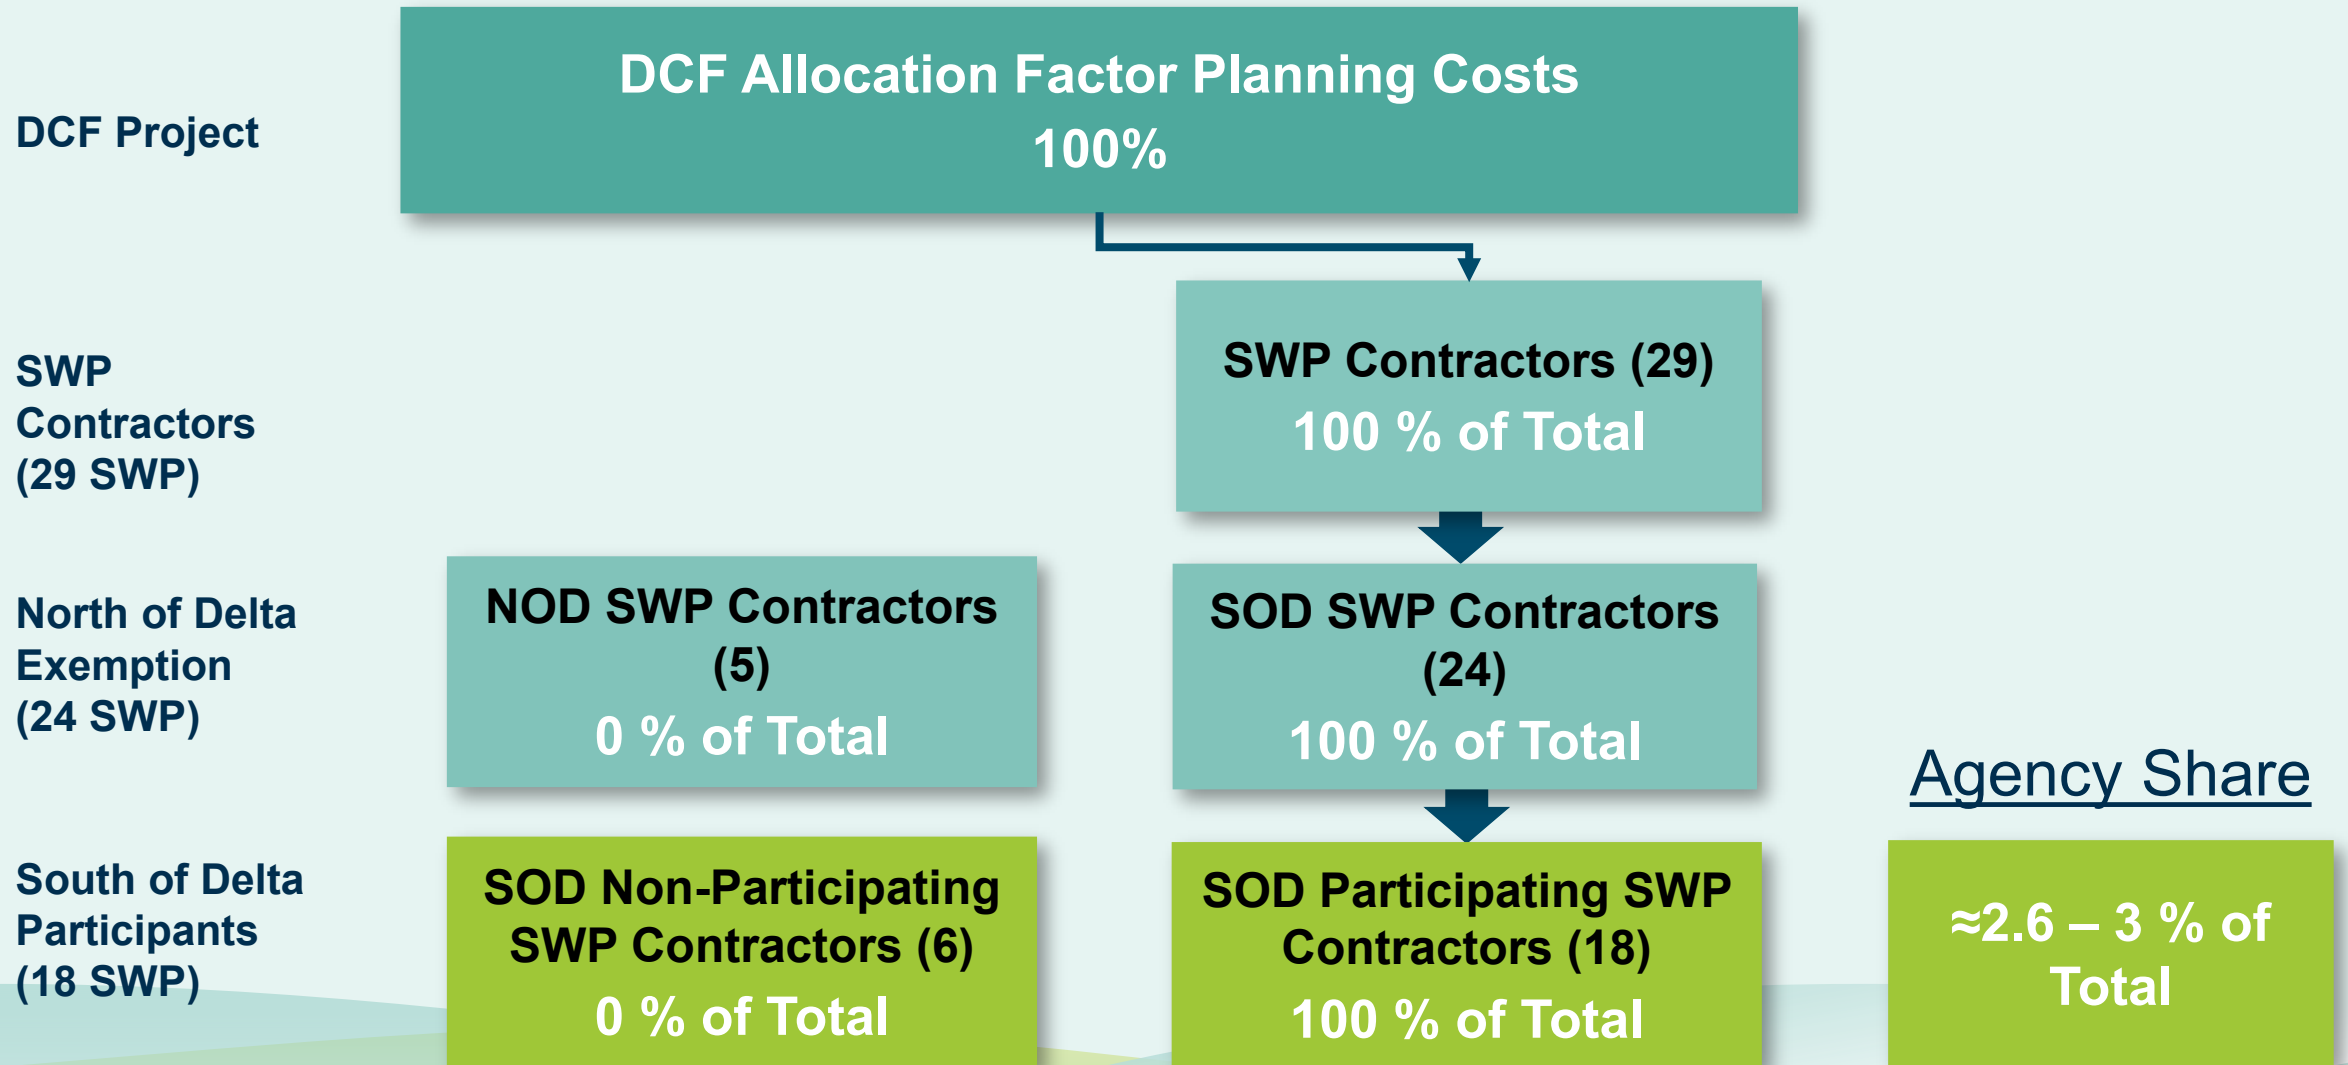 DCF Allocation Factor Planning Costs
100%
DCF Project
SWP
Contractors
(29 SWP)
SWP Contractors (29)
100 % of Total
North of Delta
Exemption
(24 SWP)
NOD SWP Contractors
(5)
0 % of Total
SOD SWP Contractors
(24)
100 % of Total
Agency Share
South of Delta
Participants
(18 SWP)
SOD Non-Participating
SWP Contractors (6)
0 % of Total
SOD Participating SWP
Contractors (18)
100 % of Total
≈2.6 – 3 % of
Total